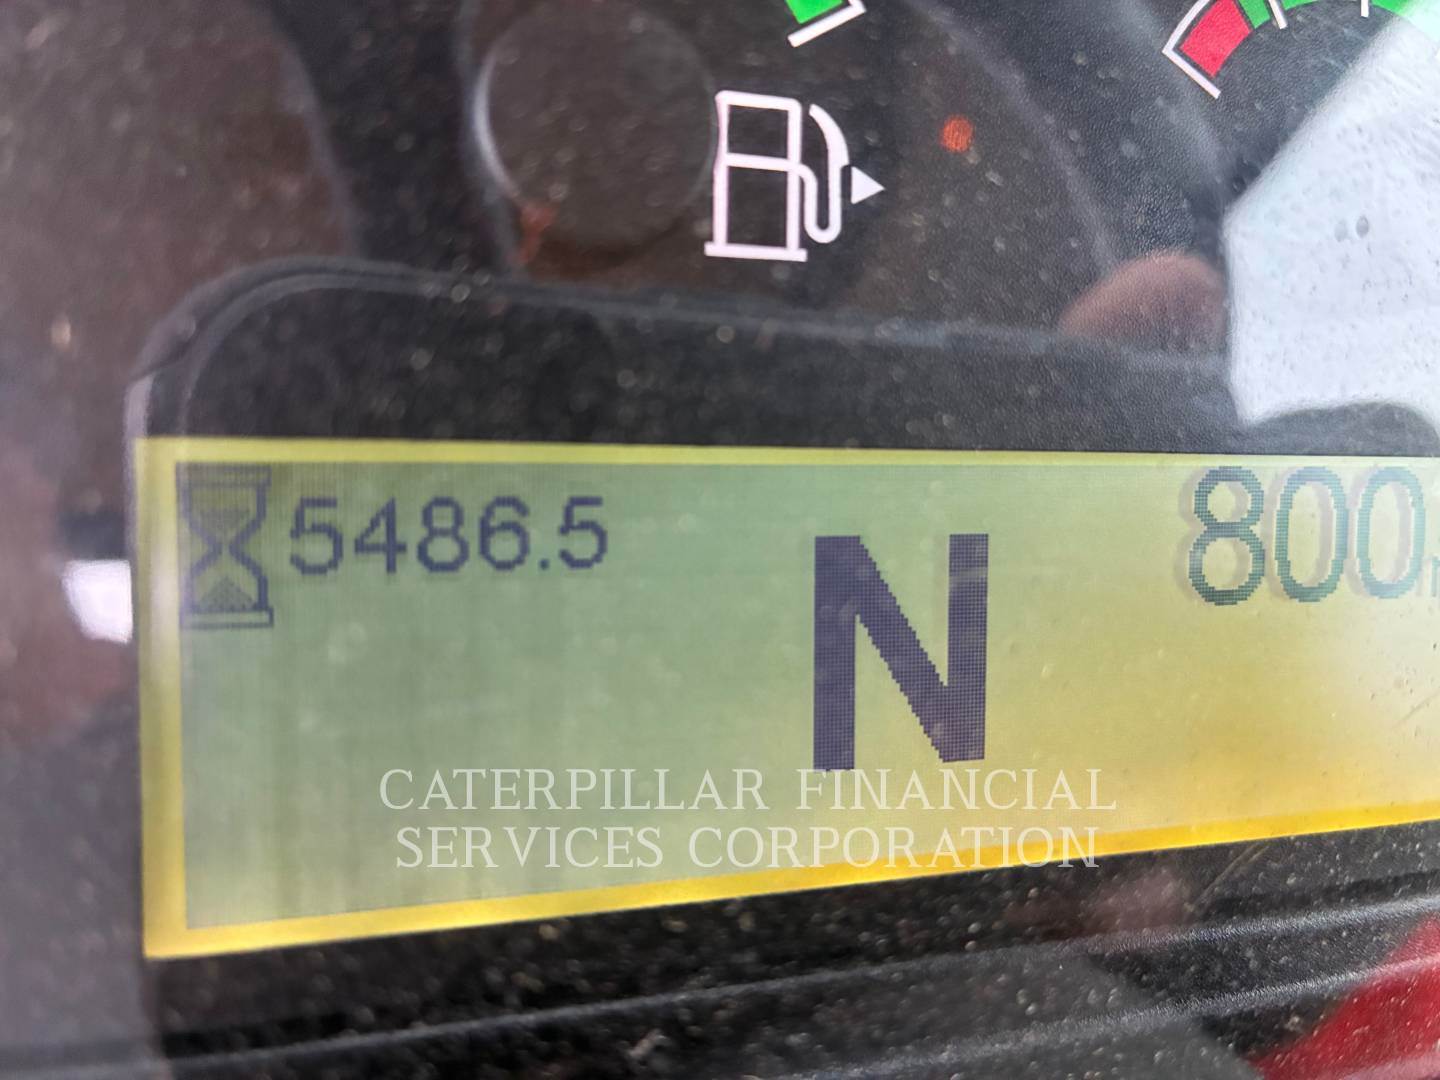 5486.5
N
800
CATERPILLAR FINANCIAL
SERVICES CORPORATION